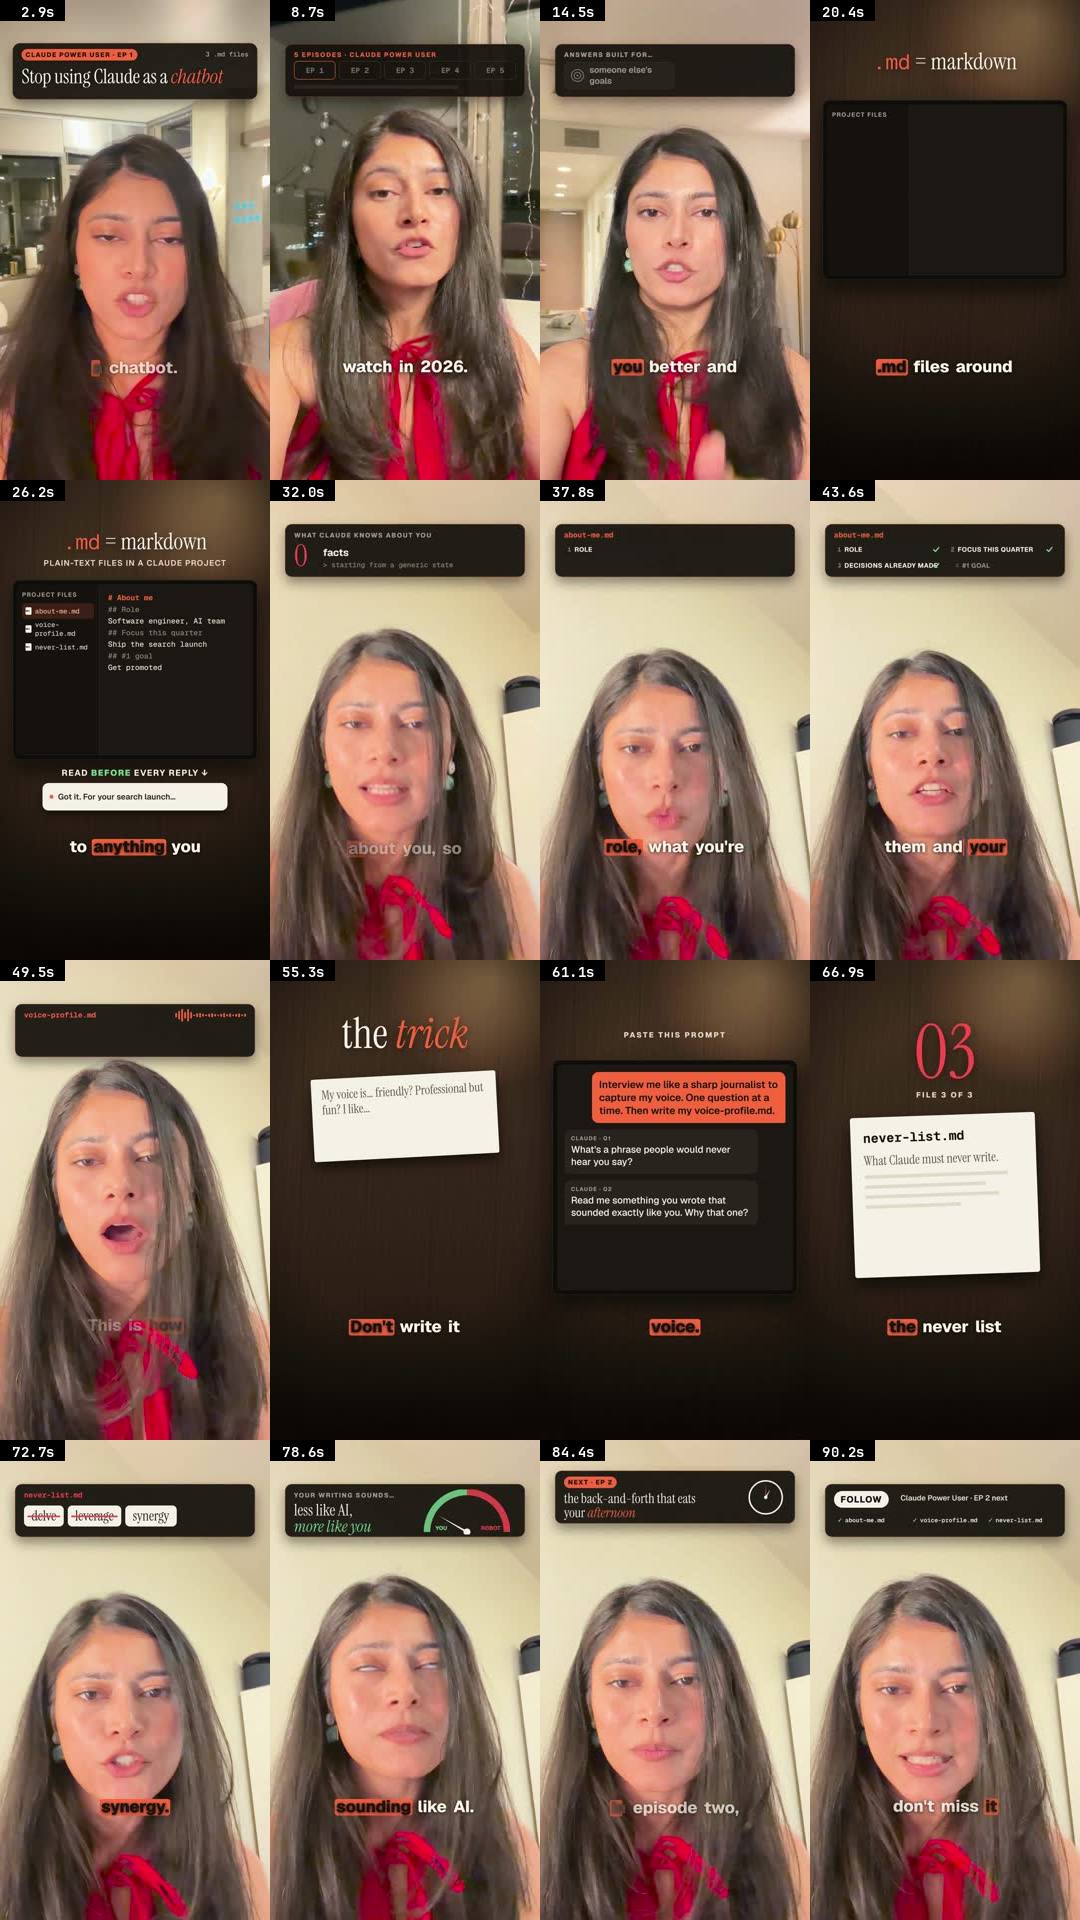 2.9s
CLAUDE POWER USER · EP 1
3 .md files
Stop using Claude as a chatbot
chatbot.
8.7s
5 EPISODES · CLAUDE POWER USER
EP 1
EP 2
EP 3
EP 4
EP 5
watch in 2026.
14.5s
ANSWERS BUILT FOR...
someone else's
goals
you better and
20.4s
.md = markdown
PROJECT FILES
.md files around
26.2s
.md = markdown
PLAIN-TEXT FILES IN A CLAUDE PROJECT
PROJECT FILES
about-me.md
voice-
profile.md
never-list.md
# About me
## Role
Software engineer, AI team
## Focus this quarter
Ship the search launch
## #1 goal
Get promoted
READ BEFORE EVERY REPLY ↓
Got it. For your search launch...
to anything you
32.0s
WHAT CLAUDE KNOWS ABOUT YOU
0
facts
> starting from a generic state
about you, so
37.8s
about-me.md
1 ROLE
role, what you're
43.6s
about-me.md
1 ROLE ✓
2 FOCUS THIS QUARTER ✓
3 DECISIONS ALREADY MADE ✓
4 #1 GOAL
them and your
49.5s
voice-profile.md
This is how
55.3s
the trick
My voice is... friendly? Professional but
fun? I like...
Don't write it
61.1s
PASTE THIS PROMPT
Interview me like a sharp journalist to
capture my voice. One question at a
time. Then write my voice-profile.md.
CLAUDE · Q1
What's a phrase people would never
hear you say?
CLAUDE · Q2
Read me something you wrote that
sounded exactly like you. Why that one?
voice.
66.9s
03
FILE 3 OF 3
never-list.md
What Claude must never write.
the never list
72.7s
never-list.md
delve
leverage
synergy
synergy.
78.6s
YOUR WRITING SOUNDS...
less like AI,
more like you
YOU
ROBOT
sounding like AI.
84.4s
NEXT · EP 2
the back-and-forth that eats
your afternoon
episode two,
90.2s
FOLLOW
Claude Power User · EP 2 next
✓ about-me.md
✓ voice-profile.md
✓ never-list.md
don't miss it